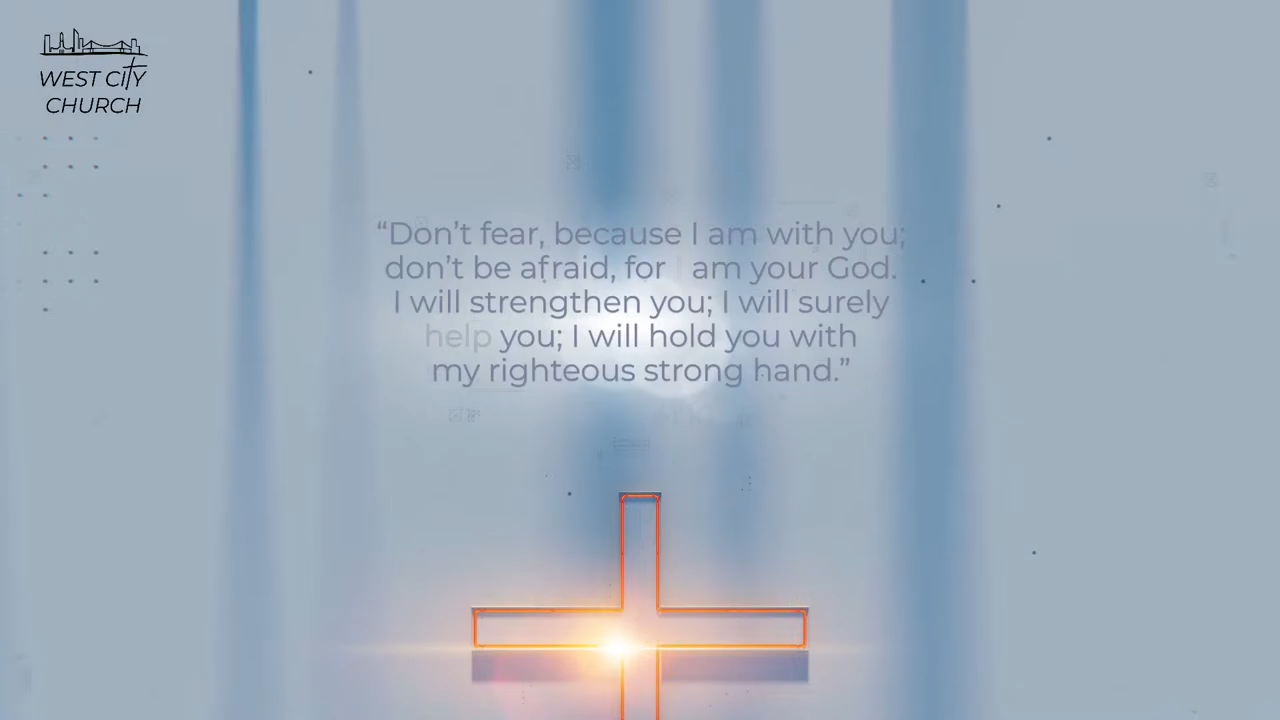 WEST CITY
CHURCH
“Don’t fear, because I am with you;
don’t be afraid, for am your God.
I will strengthen you; I will surely
help you; I will hold you with
my righteous strong hand.”